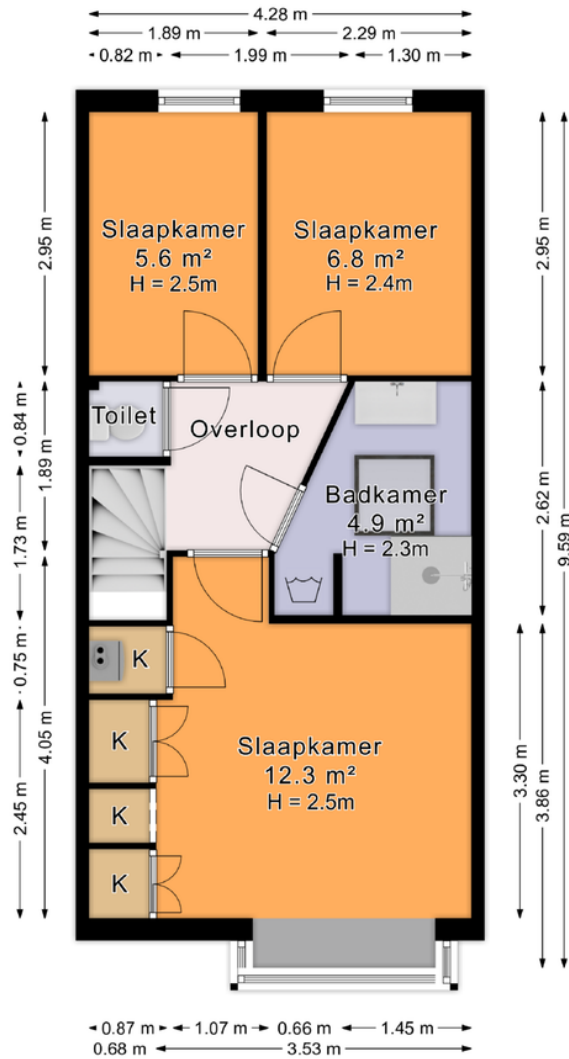 4.28 m
1.89 m
2.29 m
0.82 m
1.99 m
1.30 m
Slaapkamer
5.6 m²
H = 2.5m
Slaapkamer
6.8 m²
H = 2.4m
2.95 m
2.95 m
Toilet
Overloop
0.84 m
1.89 m
1.73 m
Badkamer
4.9 m²
H = 2.3m
2.62 m
9.59 m
K
0.75 m
4.05 m
2.45 m
K
K
K
Slaapkamer
12.3 m²
H = 2.5m
3.30 m
3.86 m
0.87 m
1.07 m
0.66 m
1.45 m
0.68 m
3.53 m